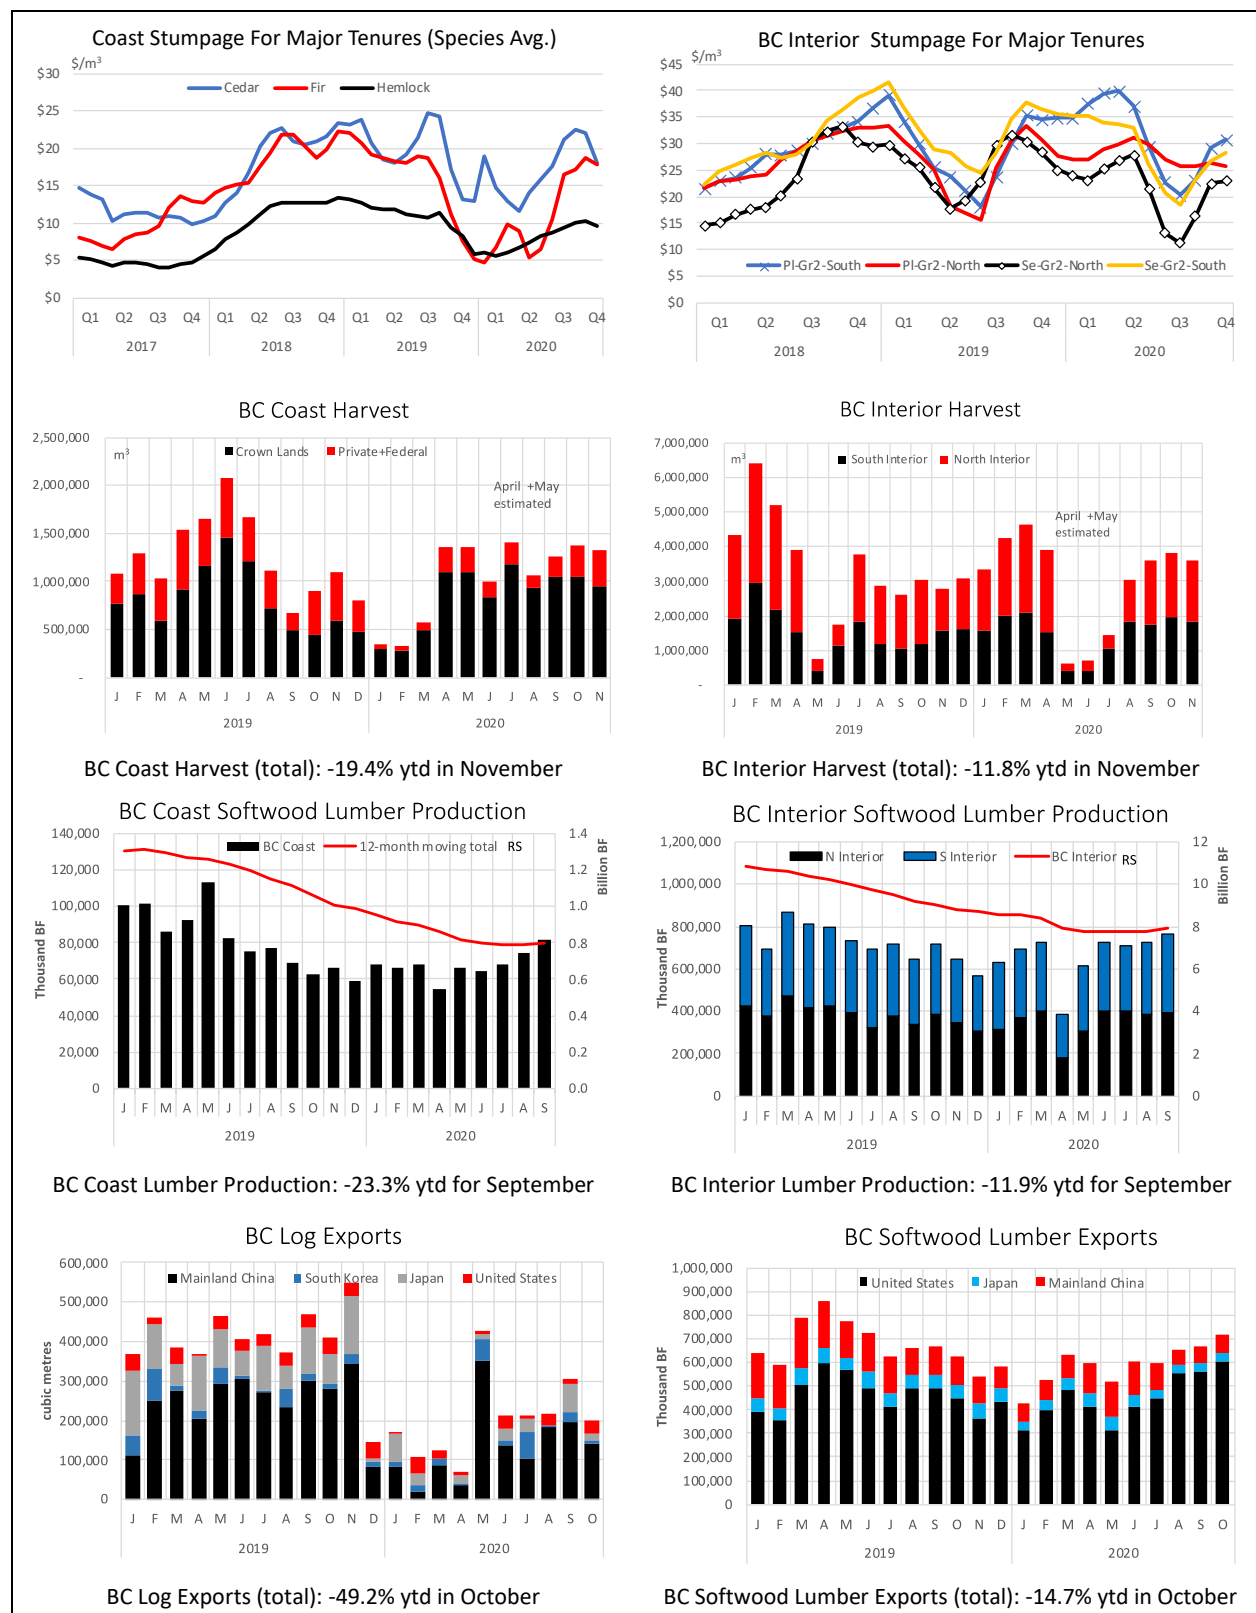 Coast Stumpage For Major Tenures (Species Avg.)
$/m³
Cedar Fir Hemlock
$30
$25
$20
$15
$10
$5
$0
Q1 Q2 Q3 Q4 Q1 Q2 Q3 Q4 Q1 Q2 Q3 Q4 Q1 Q2 Q3 Q4
2017 2018 2019 2020
BC Interior Stumpage For Major Tenures
$/m³
$45
$40
$35
$30
$25
$20
$15
$10
$5
$0
Pl-Gr2-South Pl-Gr2-North Se-Gr2-North Se-Gr2-South
Q1 Q2 Q3 Q4 Q1 Q2 Q3 Q4 Q1 Q2 Q3 Q4
2018 2019 2020
BC Coast Harvest
2,500,000
2,000,000
1,500,000
1,000,000
500,000
-
m³
Crown Lands Private+Federal
April +May
estimated
J F M A M J J A S O N D J F M A M J J A S O N
2019 2020
BC Coast Harvest (total): -19.4% ytd in November
BC Interior Harvest
7,000,000
6,000,000
5,000,000
4,000,000
3,000,000
2,000,000
1,000,000
-
m³
South Interior North Interior
April +May
estimated
J F M A M J J A S O N D J F M A M J J A S O N
2019 2020
BC Interior Harvest (total): -11.8% ytd in November
BC Coast Softwood Lumber Production
140,000
120,000
100,000
80,000
60,000
40,000
20,000
0
Thousand BF
BC Coast 12-month moving total RS
1.4
1.2
1.0
0.8
0.6
0.4
0.2
0.0
Billion BF
J F M A M J J A S O N D J F M A M J J A S
2019 2020
BC Coast Lumber Production: -23.3% ytd for September
BC Interior Softwood Lumber Production
1,200,000
1,000,000
800,000
600,000
400,000
200,000
0
Thousand BF
N Interior S Interior BC Interior RS
12
10
8
6
4
2
0
Billion BF
J F M A M J J A S O N D J F M A M J J A S
2019 2020
BC Interior Lumber Production: -11.9% ytd for September
BC Log Exports
600,000
500,000
400,000
300,000
200,000
100,000
0
cubic metres
Mainland China South Korea Japan United States
J F M A M J J A S O N D J F M A M J J A S O
2019 2020
BC Log Exports (total): -49.2% ytd in October
BC Softwood Lumber Exports
1,000,000
900,000
800,000
700,000
600,000
500,000
400,000
300,000
200,000
100,000
0
Thousand BF
United States Japan Mainland China
J F M A M J J A S O N D J F M A M J J A S O
2019 2020
BC Softwood Lumber Exports (total): -14.7% ytd in October